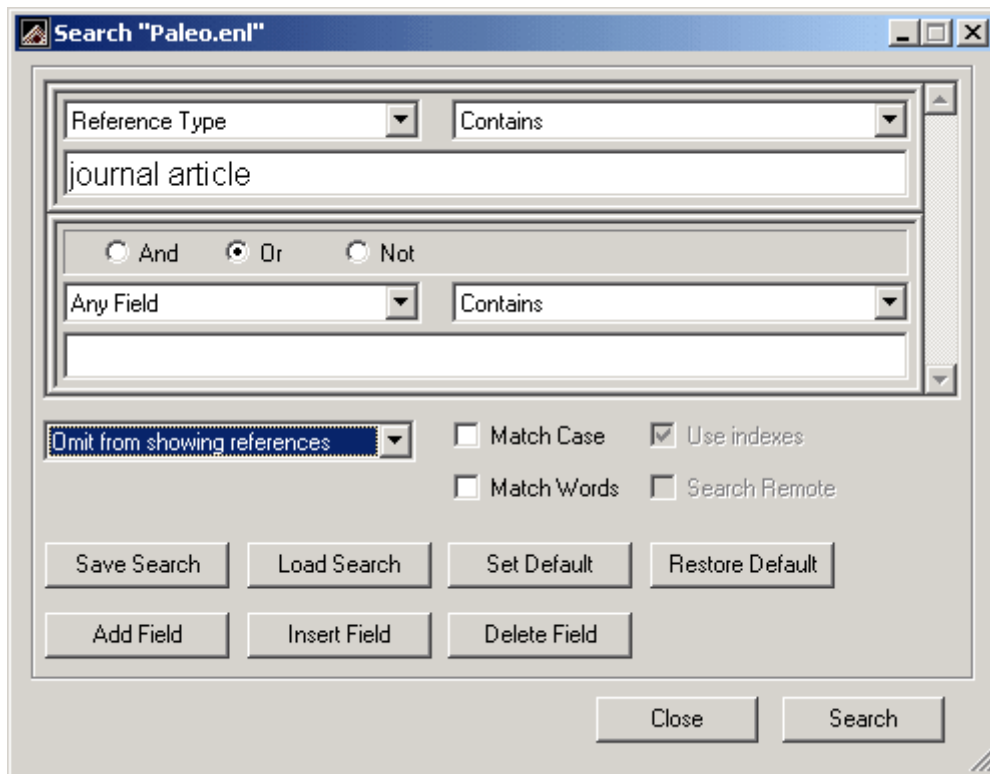 Search "Paleo.enl"
Reference Type Contains
journal article
And Or Not
Any Field Contains
Omit from showing references Match Case Use indexes
Match Words Search Remote
Save Search Load Search Set Default Restore Default
Add Field Insert Field Delete Field
Close Search